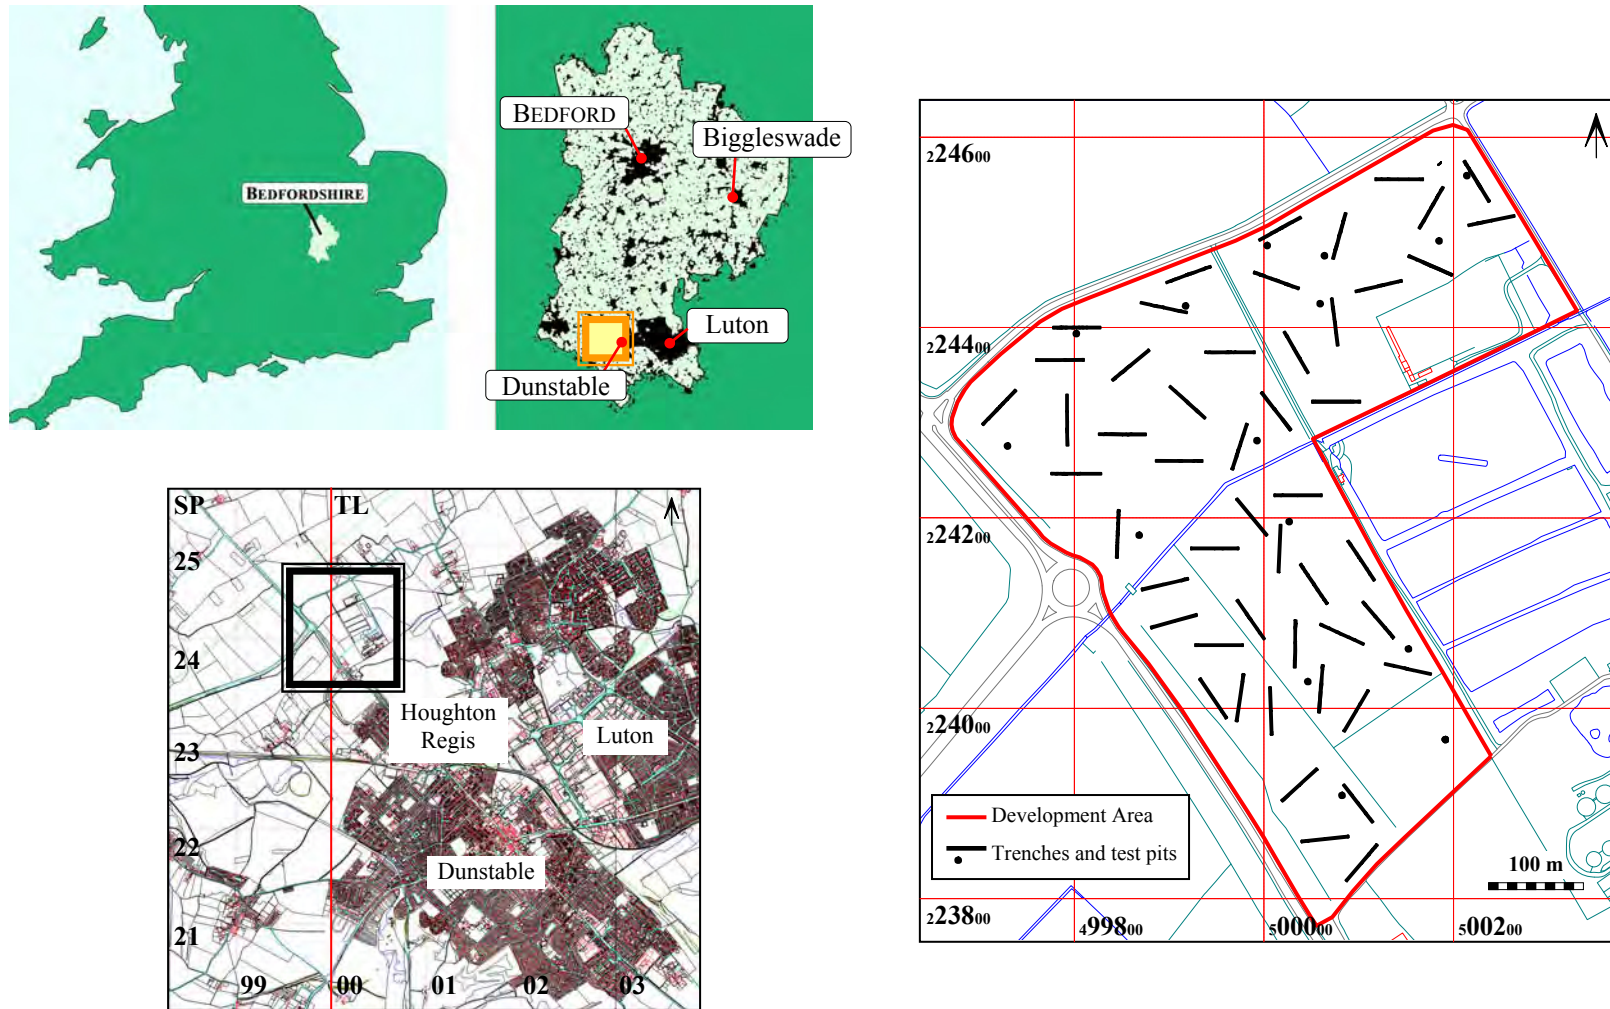 BEDFORDSHIRE
BEDFORD
Biggleswade
Luton
Dunstable
SP
TL
25
24
23
22
21
99
00
01
02
03
Houghton
Regis
Luton
Dunstable
224600
224400
224200
224000
223800
499800
500000
500200
Development Area
Trenches and test pits
100 m